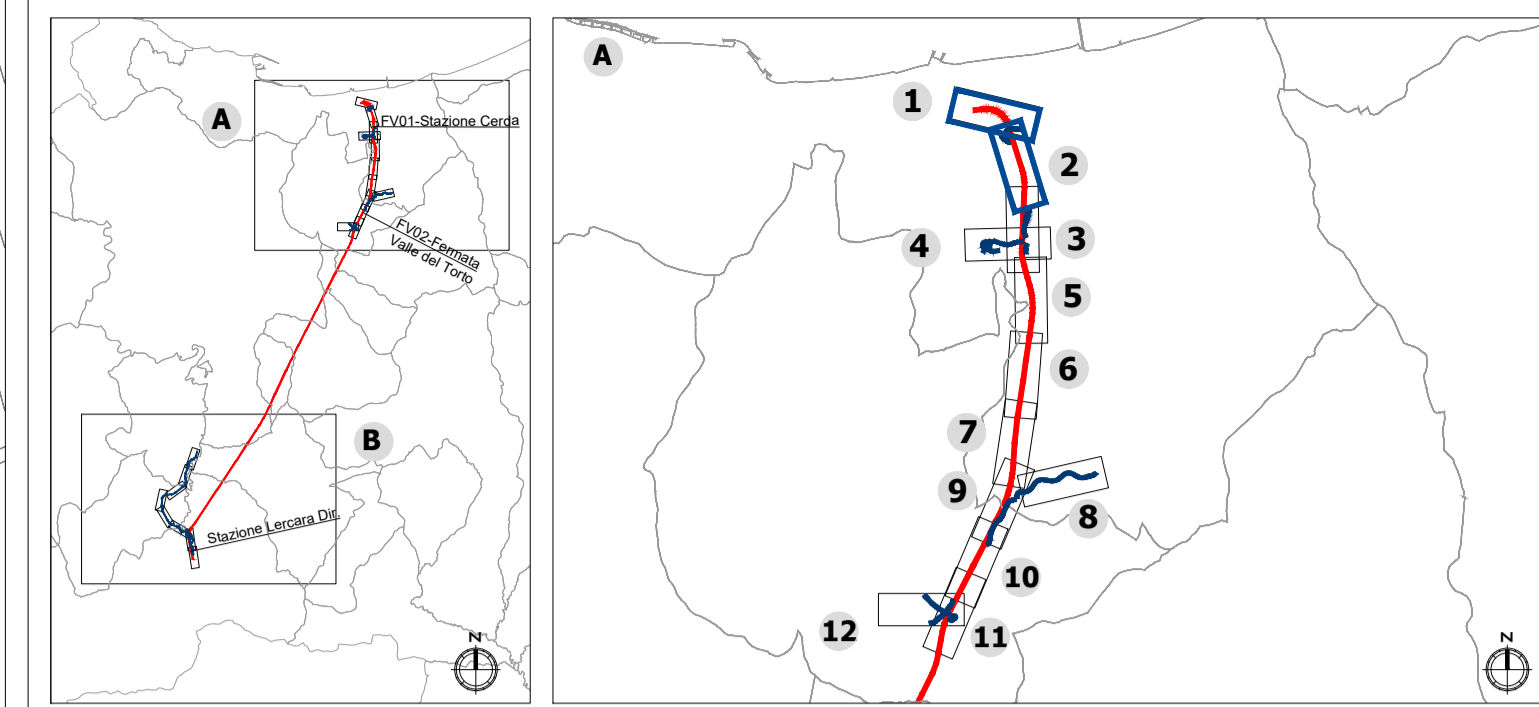 A
FV01-Stazione Cerda
FV02-Fermata
Valle del Torto
B
Stazione Lercara Dir.
N
A
1
2
3
4
5
6
7
9
8
10
12
11
N